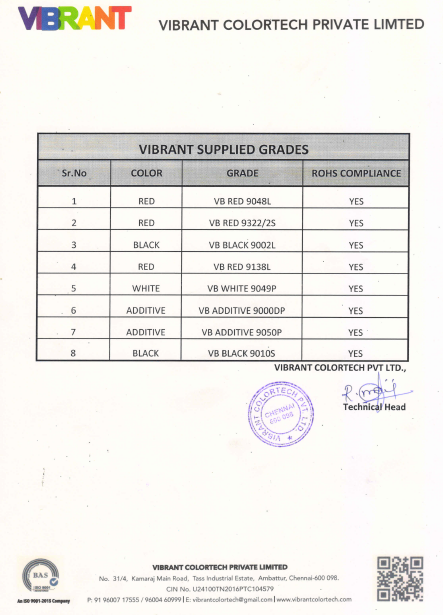 VIBRANT VIBRANT COLORTECH PRIVATE LIMTED
VIBRANT SUPPLIED GRADES
Sr.No COLOR GRADE ROHS COMPLIANCE
1 RED VB RED 9048L YES
2 RED VB RED 9322/2S YES
3 BLACK VB BLACK 9002L YES
4 RED VB RED 9138L YES
5 WHITE VB WHITE 9049P YES
6 ADDITIVE VB ADDITIVE 9000DP YES
7 ADDITIVE VB ADDITIVE 9050P YES
8 BLACK VB BLACK 9010S YES
VIBRANT COLORTECH PVT LTD.,
VIBRANT COLORTECH PVT. LTD.
CHENNAI
600 098
Technical Head
BAS
An ISO 9001-2015 Company
VIBRANT COLORTECH PRIVATE LIMITED
No. 31/4, Kamaraj Main Road, Tass Industrial Estate, Ambattur, Chennai-600 098.
CIN No. U24100TN2016PTC104579
P: 91 96007 17555 / 96004 60999 | E: vibrantcolortech@gmail.com | www.vibrantcolortech.com